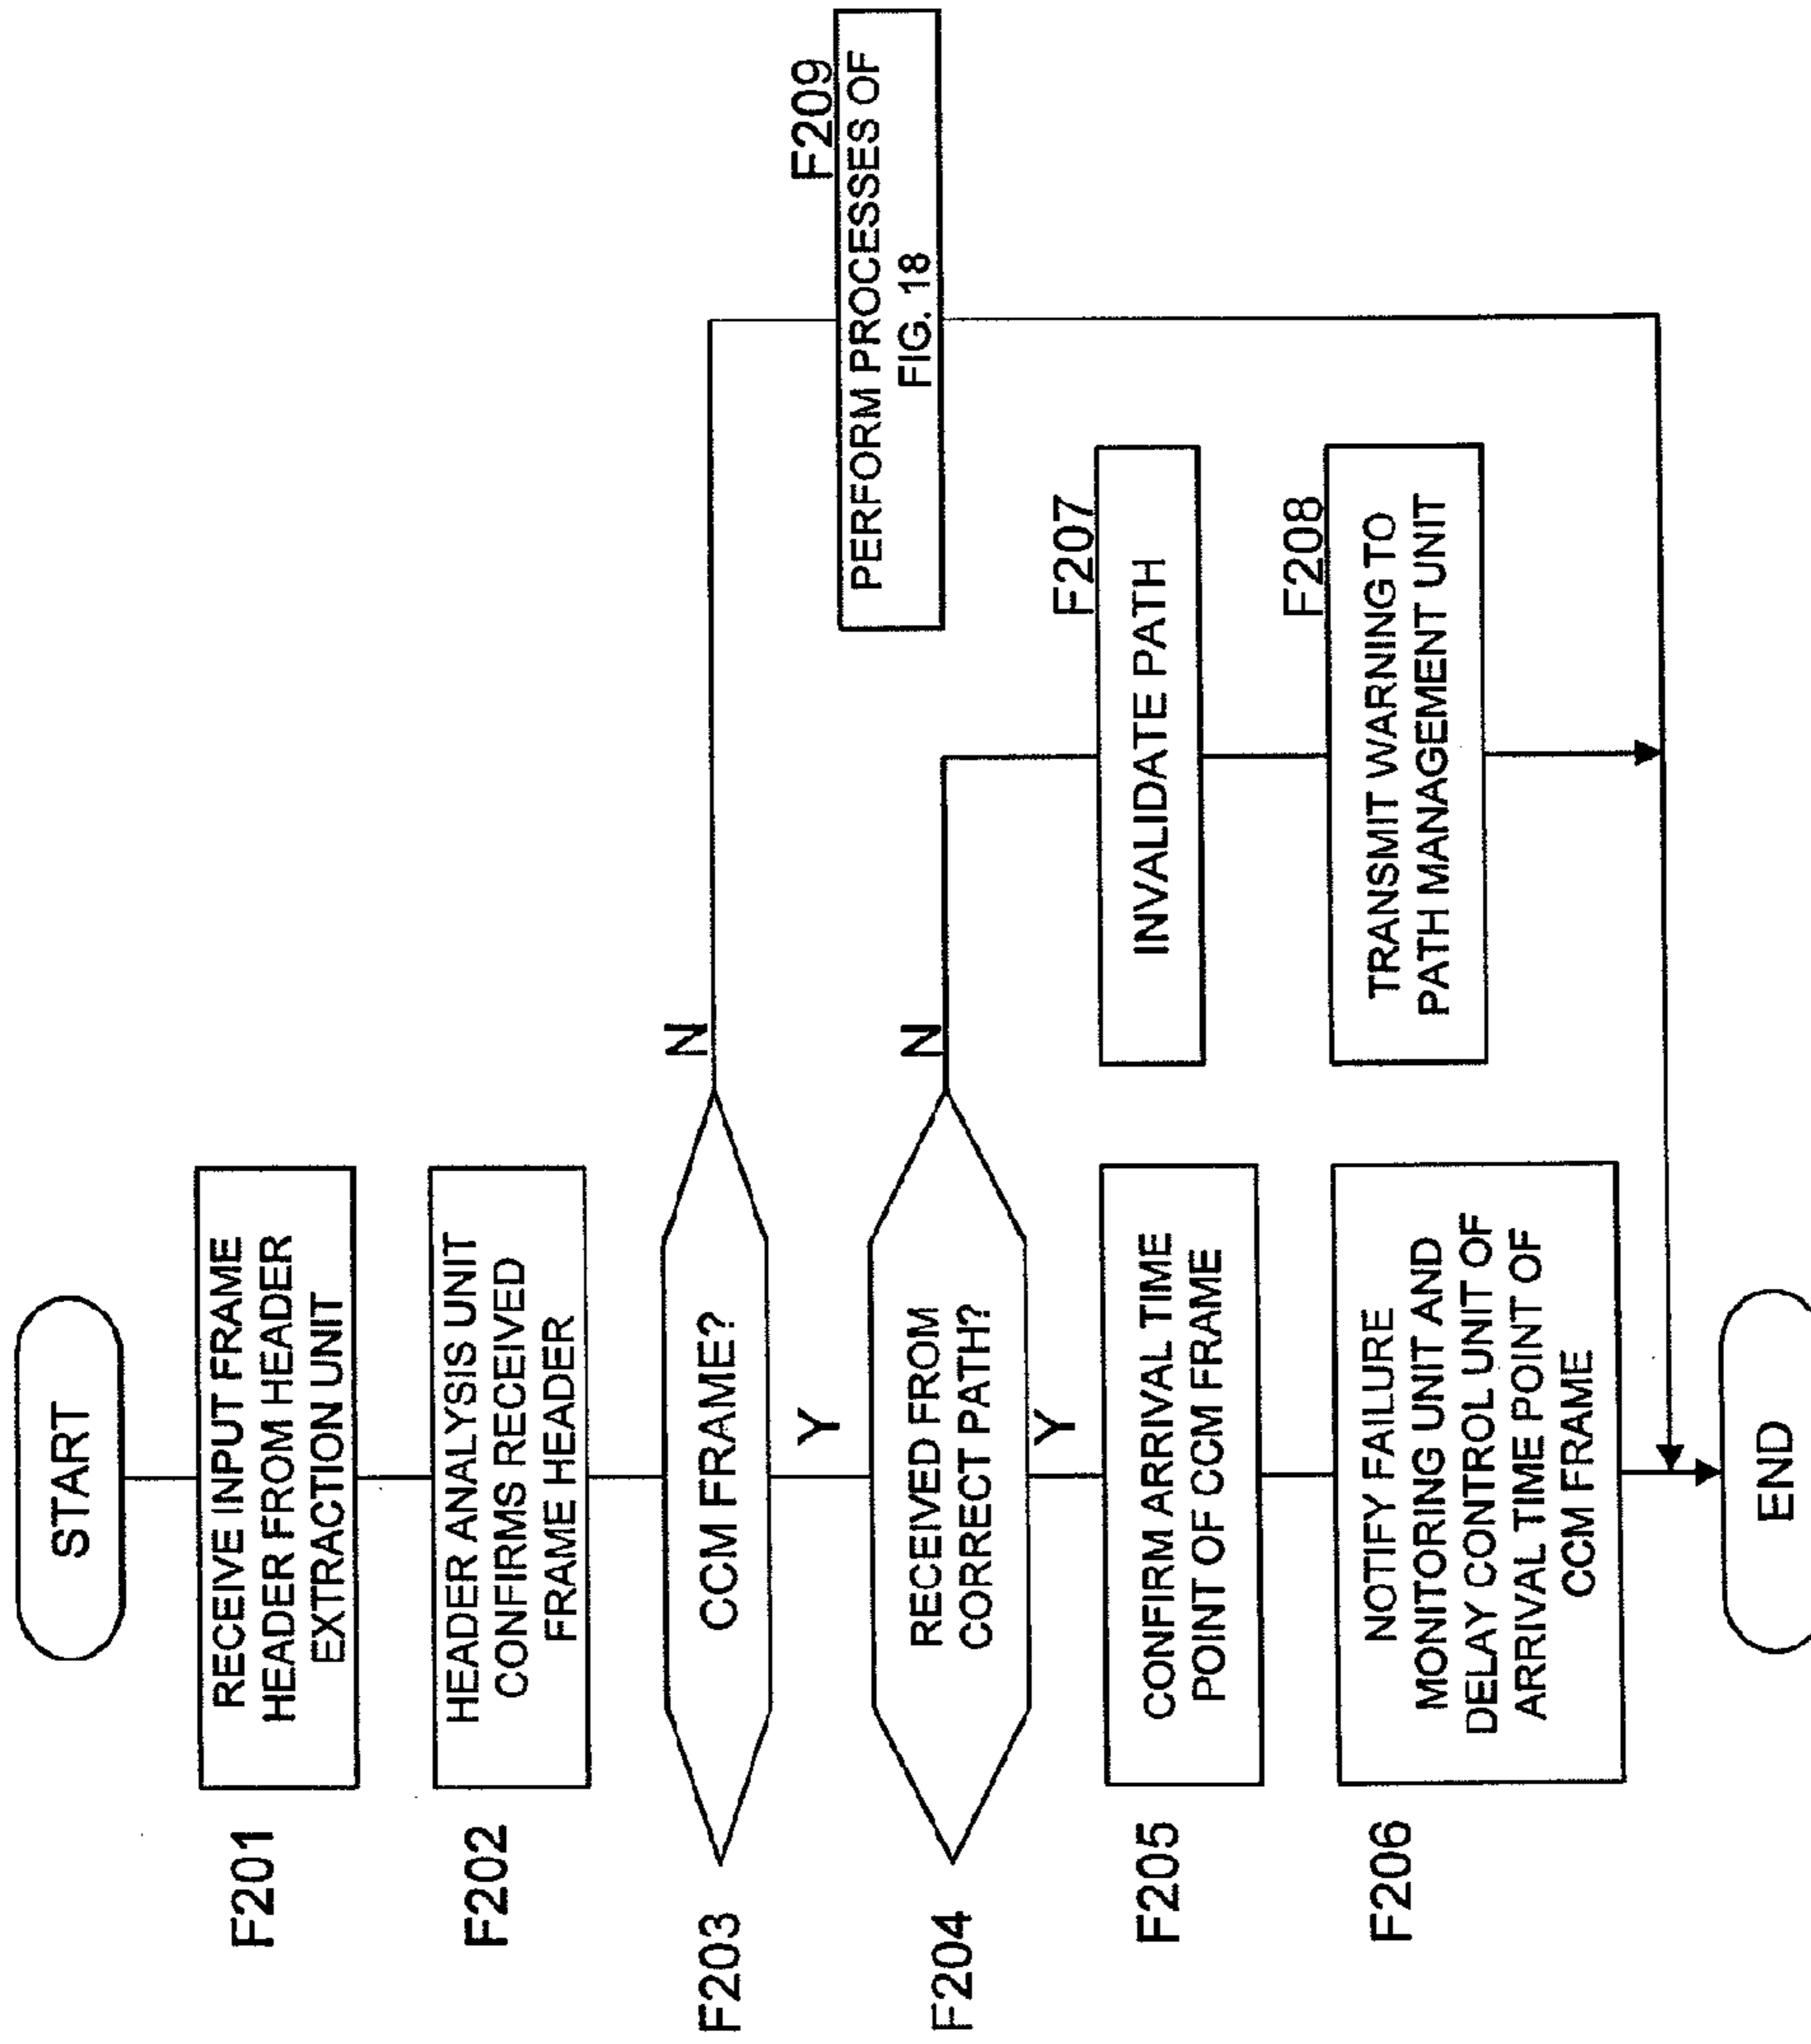 START
F201
RECEIVE INPUT FRAME
HEADER FROM HEADER
EXTRACTION UNIT
F202
HEADER ANALYSIS UNIT
CONFIRMS RECEIVED
FRAME HEADER
F203
CCM FRAME?
N
Y
F204
RECEIVED FROM
CORRECT PATH?
N
Y
F205
CONFIRM ARRIVAL TIME
POINT OF CCM FRAME
F206
NOTIFY FAILURE
MONITORING UNIT AND
DELAY CONTROL UNIT OF
ARRIVAL TIME POINT OF
CCM FRAME
F207
INVALIDATE PATH
F208
TRANSMIT WARNING TO
PATH MANAGEMENT UNIT
F209
PERFORM PROCESSES OF
FIG. 18
END